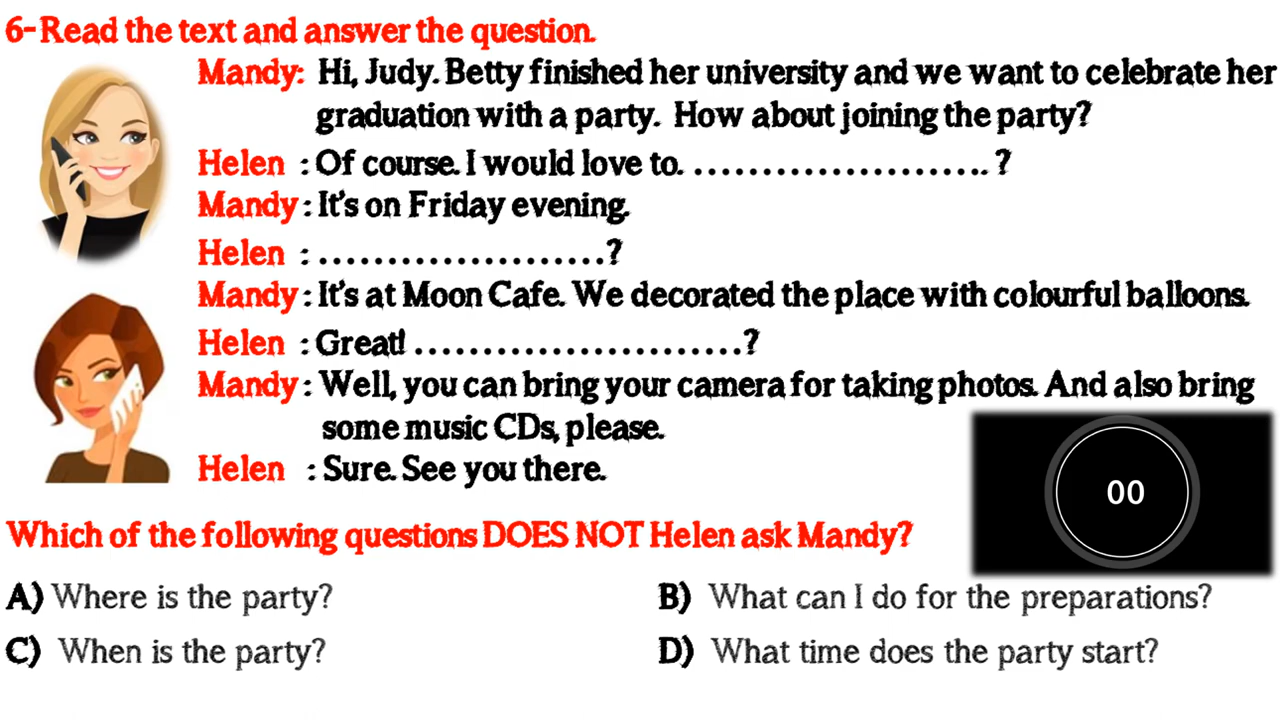 6-Read the text and answer the question.
Mandy: Hi, Judy. Betty finished her university and we want to celebrate her
graduation with a party. How about joining the party?
Helen : Of course. I would love to. …………………..?
Mandy : It's on Friday evening.
Helen : …………………?
Mandy : It's at Moon Cafe. We decorated the place with colourful balloons.
Helen : Great! ……………………?
Mandy : Well, you can bring your camera for taking photos. And also bring
some music CDs, please.
Helen : Sure. See you there.
00
Which of the following questions DOES NOT Helen ask Mandy?
A) Where is the party?
B) What can I do for the preparations?
C) When is the party?
D) What time does the party start?